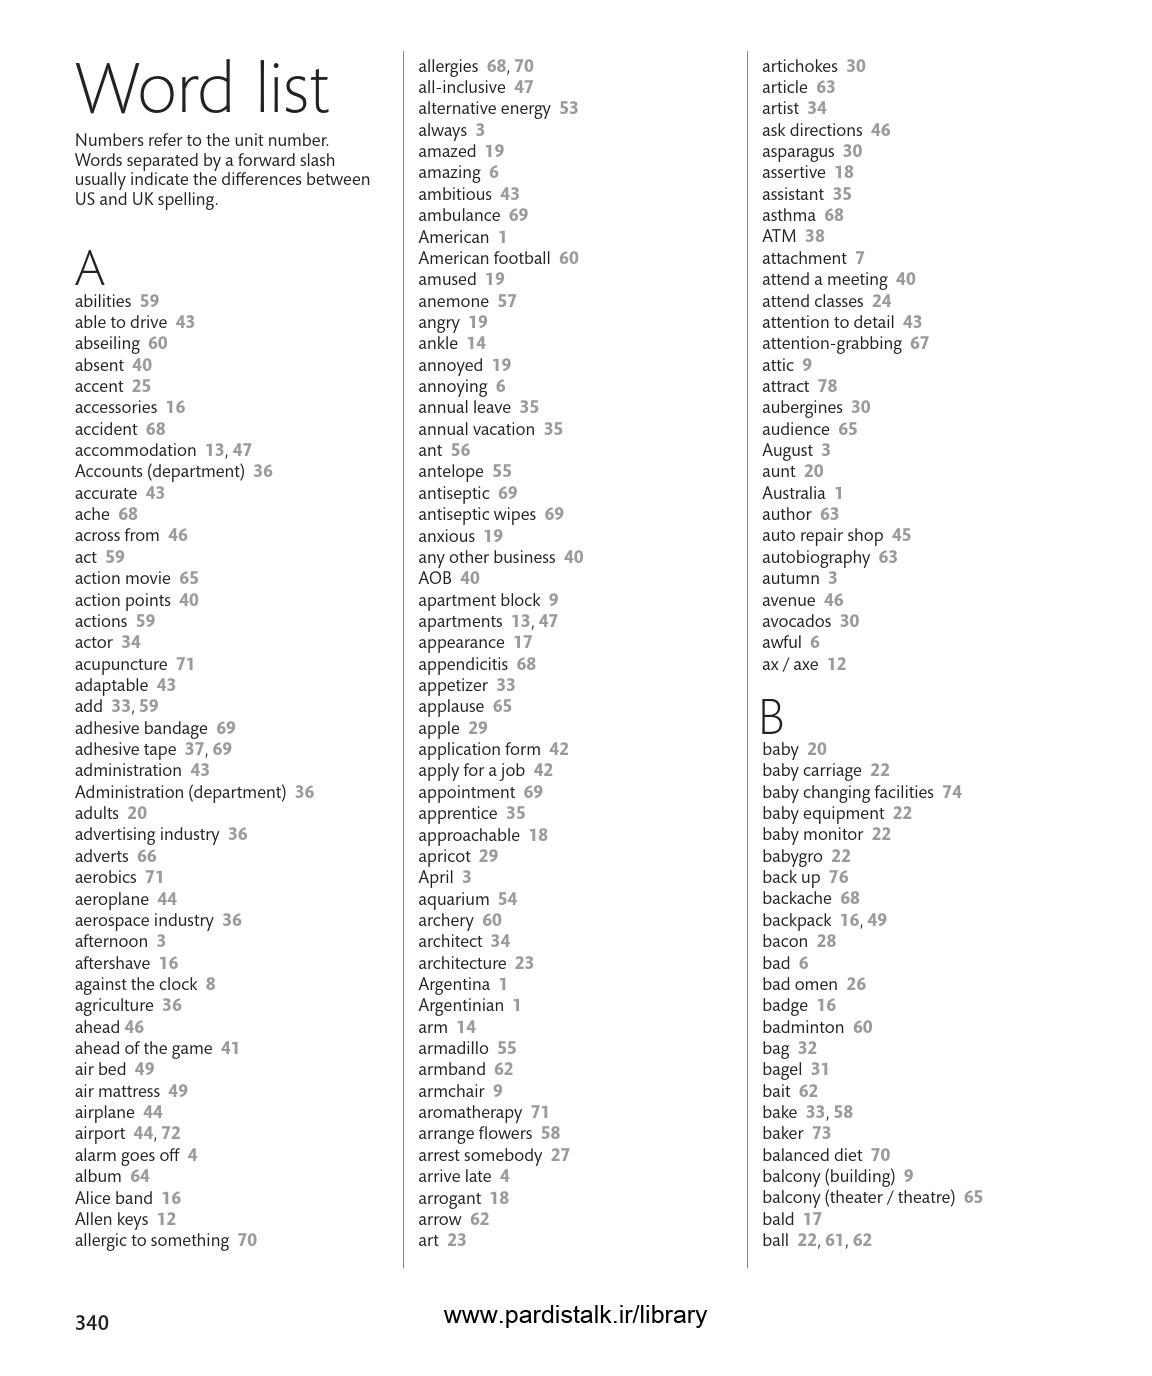 Word list
Numbers refer to the unit number.
Words separated by a forward slash
usually indicate the differences between
US and UK spelling.
A
abilities 59
able to drive 43
abseiling 60
absent 40
accent 25
accessories 16
accident 68
accommodation 13, 47
Accounts (department) 36
accurate 43
ache 68
across from 46
act 59
action movie 65
action points 40
actions 59
actor 34
acupuncture 71
adaptable 43
add 33, 59
adhesive bandage 69
adhesive tape 37, 69
administration 43
Administration (department) 36
adults 20
advertising industry 36
adverts 66
aerobics 71
aeroplane 44
aerospace industry 36
afternoon 3
aftershave 16
against the clock 8
agriculture 36
ahead 46
ahead of the game 41
air bed 49
air mattress 49
airplane 44
airport 44, 72
alarm goes off 4
album 64
Alice band 16
Allen keys 12
allergic to something 70
allergies 68, 70
all-inclusive 47
alternative energy 53
always 3
amazed 19
amazing 6
ambitious 43
ambulance 69
American 1
American football 60
amused 19
anemone 57
angry 19
ankle 14
annoyed 19
annoying 6
annual leave 35
annual vacation 35
ant 56
antelope 55
antiseptic 69
antiseptic wipes 69
anxious 19
any other business 40
AOB 40
apartment block 9
apartments 13, 47
appearance 17
appendicitis 68
appetizer 33
applause 65
apple 29
application form 42
apply for a job 42
appointment 69
apprentice 35
approachable 18
apricot 29
April 3
aquarium 54
archery 60
architect 34
architecture 23
Argentina 1
Argentinian 1
arm 14
armadillo 55
armband 62
armchair 9
aromatherapy 71
arrange flowers 58
arrest somebody 27
arrive late 4
arrogant 18
arrow 62
art 23
artichokes 30
article 63
artist 34
ask directions 46
asparagus 30
assertive 18
assistant 35
asthma 68
ATM 38
attachment 7
attend a meeting 40
attend classes 24
attention to detail 43
attention-grabbing 67
attic 9
attract 78
aubergines 30
audience 65
August 3
aunt 20
Australia 1
author 63
auto repair shop 45
autobiography 63
autumn 3
avenue 46
avocados 30
awful 6
ax / axe 12
B
baby 20
baby carriage 22
baby changing facilities 74
baby equipment 22
baby monitor 22
babygro 22
back up 76
backache 68
backpack 16, 49
bacon 28
bad 6
bad omen 26
badge 16
badminton 60
bag 32
bagel 31
bait 62
bake 33, 58
baker 73
balanced diet 70
balcony (building) 9
balcony (theater / theatre) 65
bald 17
ball 22, 61, 62
340
www.pardistalk.ir/library